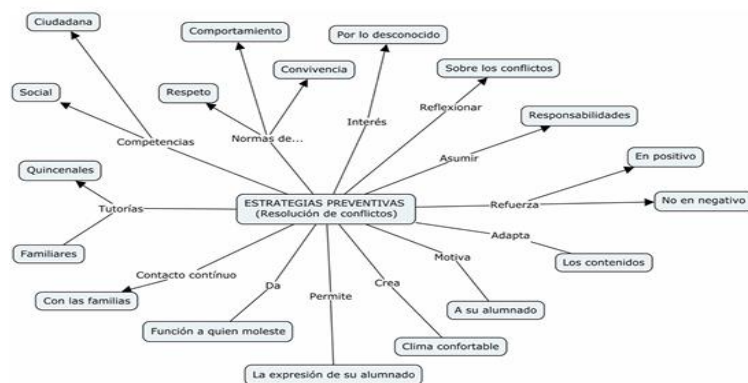 Ciudadana
Comportamiento
Por lo desconocido
Convivencia
Sobre los conflictos
Social
Respeto
Reflexionar
Interés
Responsabilidades
Competencias
Normas de...
Asumir
En positivo
Quincenales
Tutorías
ESTRATEGIAS PREVENTIVAS
(Resolución de conflictos)
Refuerza
No en negativo
Adapta
Familiares
Los contenidos
Contacto contínuo
Motiva
Da
Crea
Permite
Con las familias
A su alumnado
Función a quien moleste
Clima confortable
La expresión de su alumnado